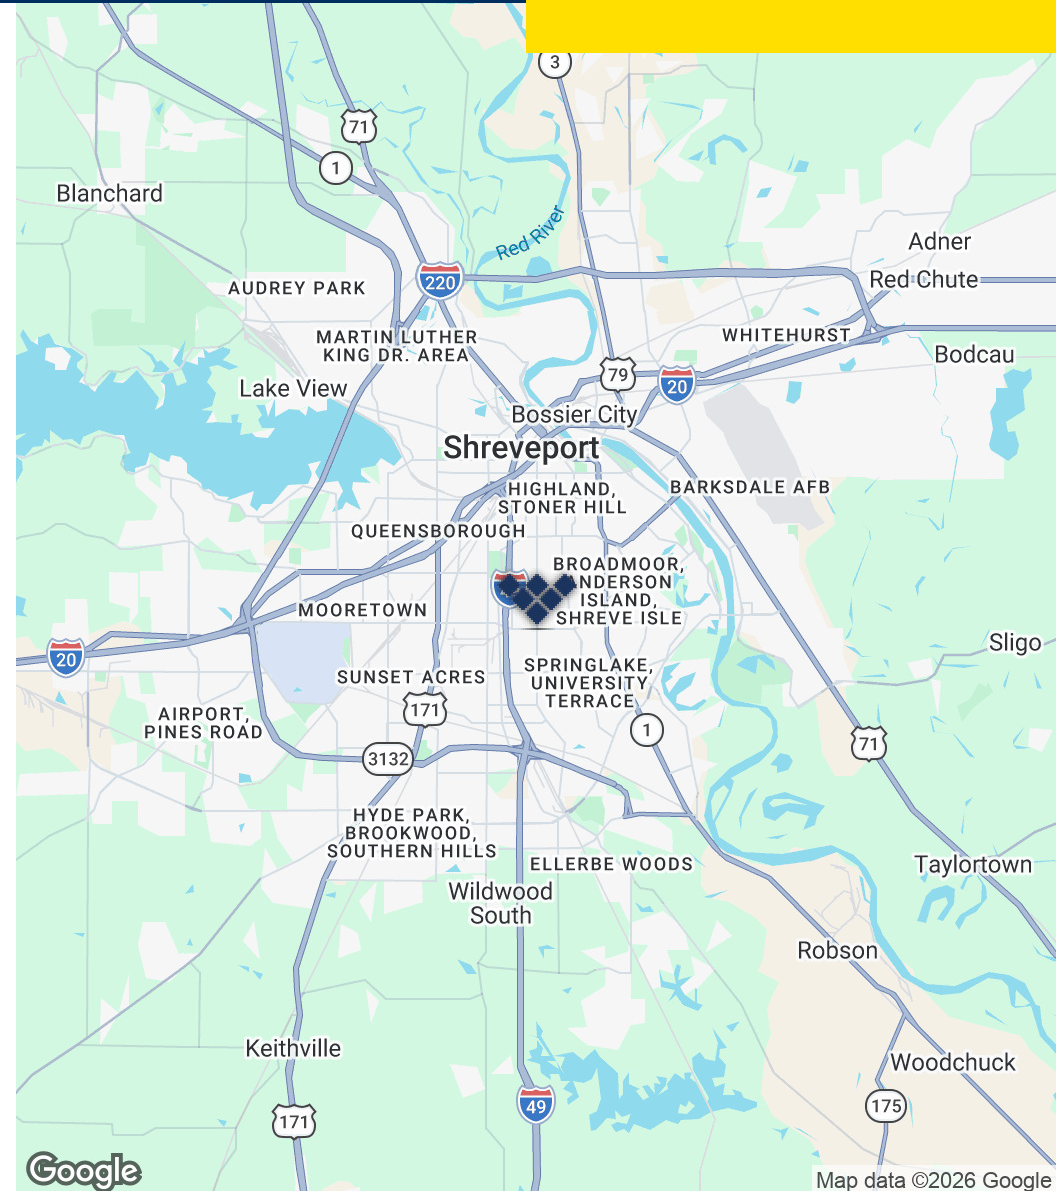 3
71
1
Blanchard
Red River
Adner
Red Chute
220
AUDREY PARK
MARTIN LUTHER
KING DR. AREA
WHITEHURST
Bodcau
79
20
Lake View
Bossier City
Shreveport
HIGHLAND,
STONER HILL
BARKSDALE AFB
QUEENSBOROUGH
BROADMOOR,
ANDERSON
ISLAND,
SHREVE ISLE
MOORETOWN
20
Sligo
SUNSET ACRES
SPRINGLAKE,
UNIVERSITY
TERRACE
171
AIRPORT,
PINES ROAD
1
71
3132
HYDE PARK,
BROOKWOOD,
SOUTHERN HILLS
ELLERBE WOODS
Taylortown
Wildwood
South
Robson
Keithville
Woodchuck
49
175
171
Google
Map data ©2026 Google